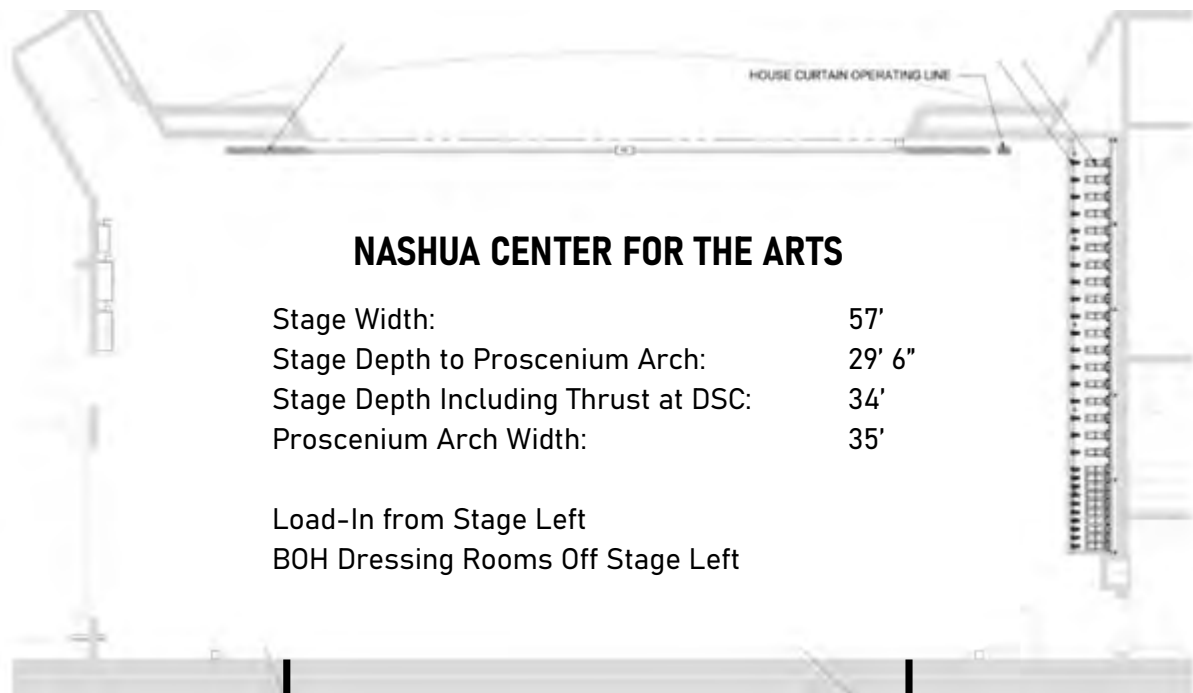 HOUSE CURTAIN OPERATING LINE
NASHUA CENTER FOR THE ARTS
Stage Width: 57’
Stage Depth to Proscenium Arch: 29’ 6”
Stage Depth Including Thrust at DSC: 34’
Proscenium Arch Width: 35’
Load-In from Stage Left
BOH Dressing Rooms Off Stage Left